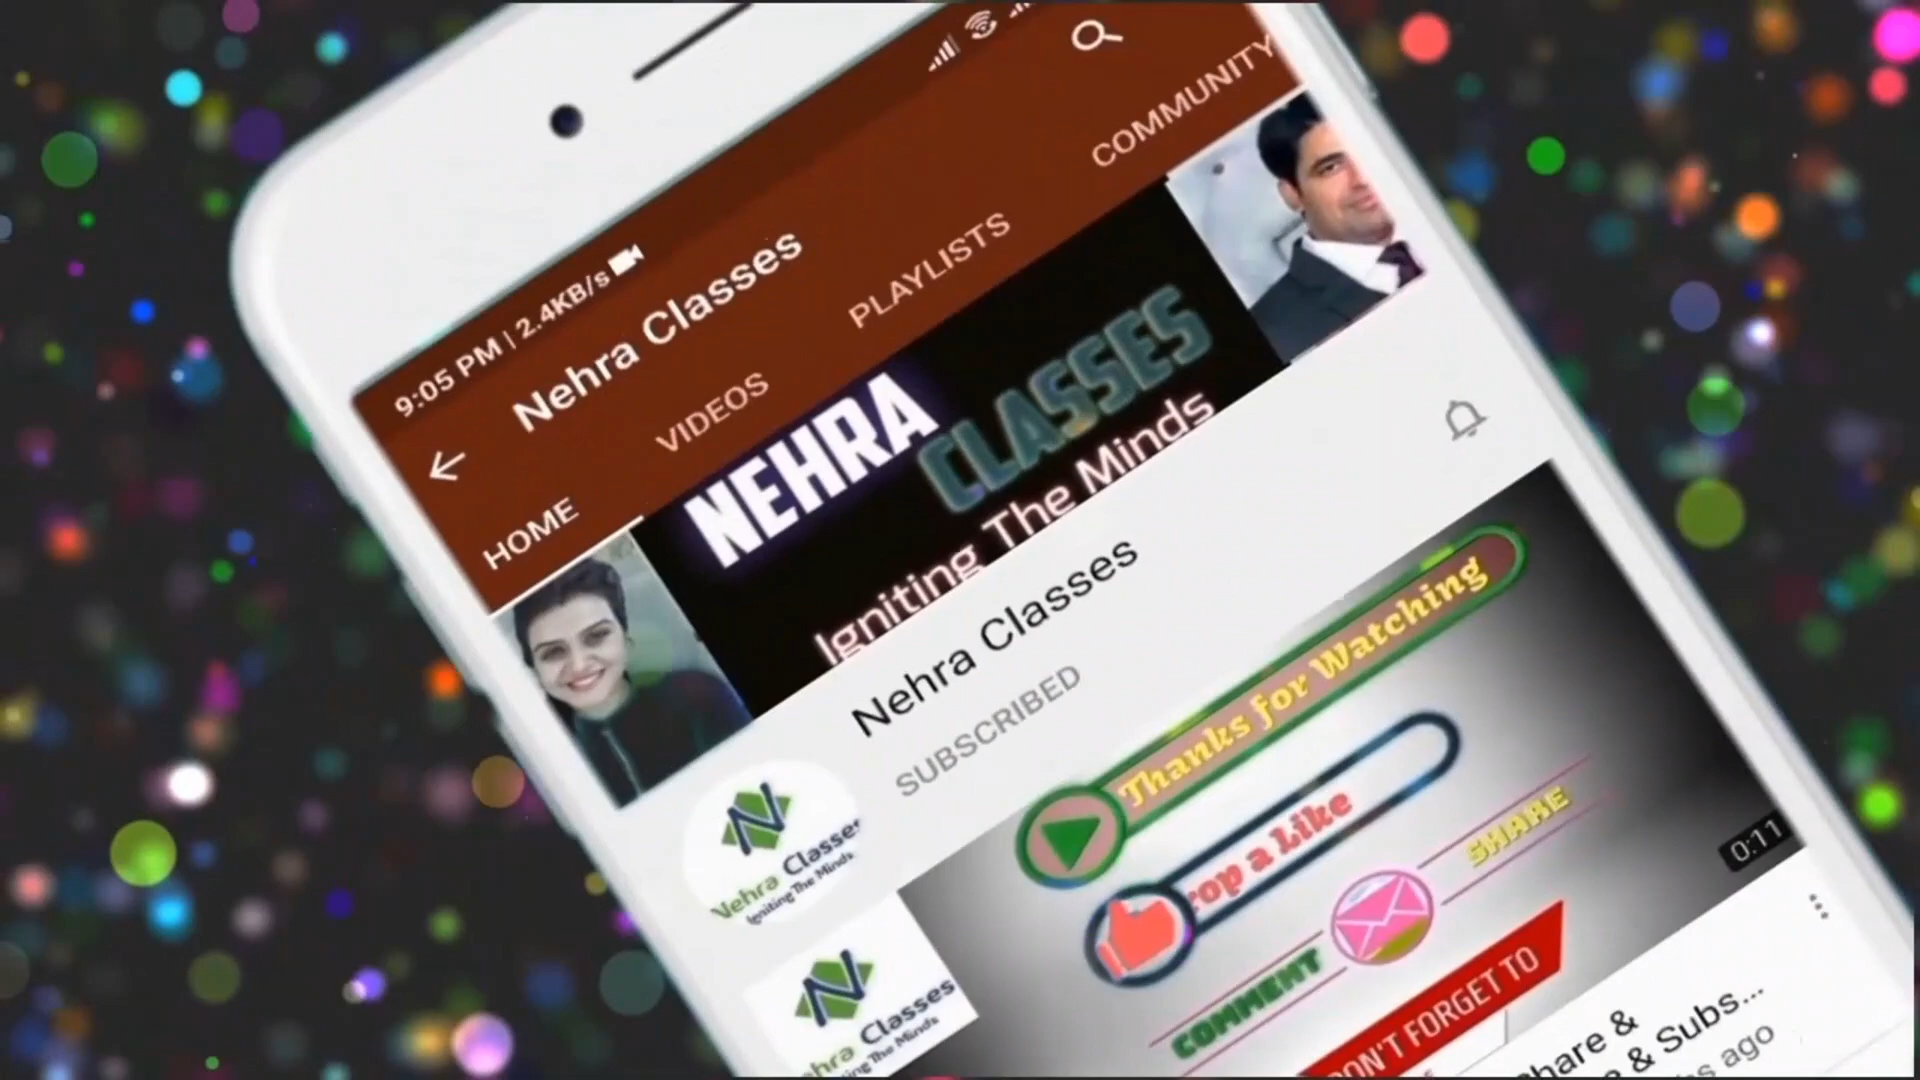 9:05 PM | 2.4KB/s
Nehra Classes
HOME
VIDEOS
PLAYLISTS
COMMUNITY
NEHRA CLASSES
Igniting The Minds
Nehra Classes
SUBSCRIBED
Nehra Classes
Igniting The Minds
Thanks for Watching
a Like
COMMENT
SHARE
DON'T FORGET TO
0:11
Classes
The Minds
& 
& Subs...
ago